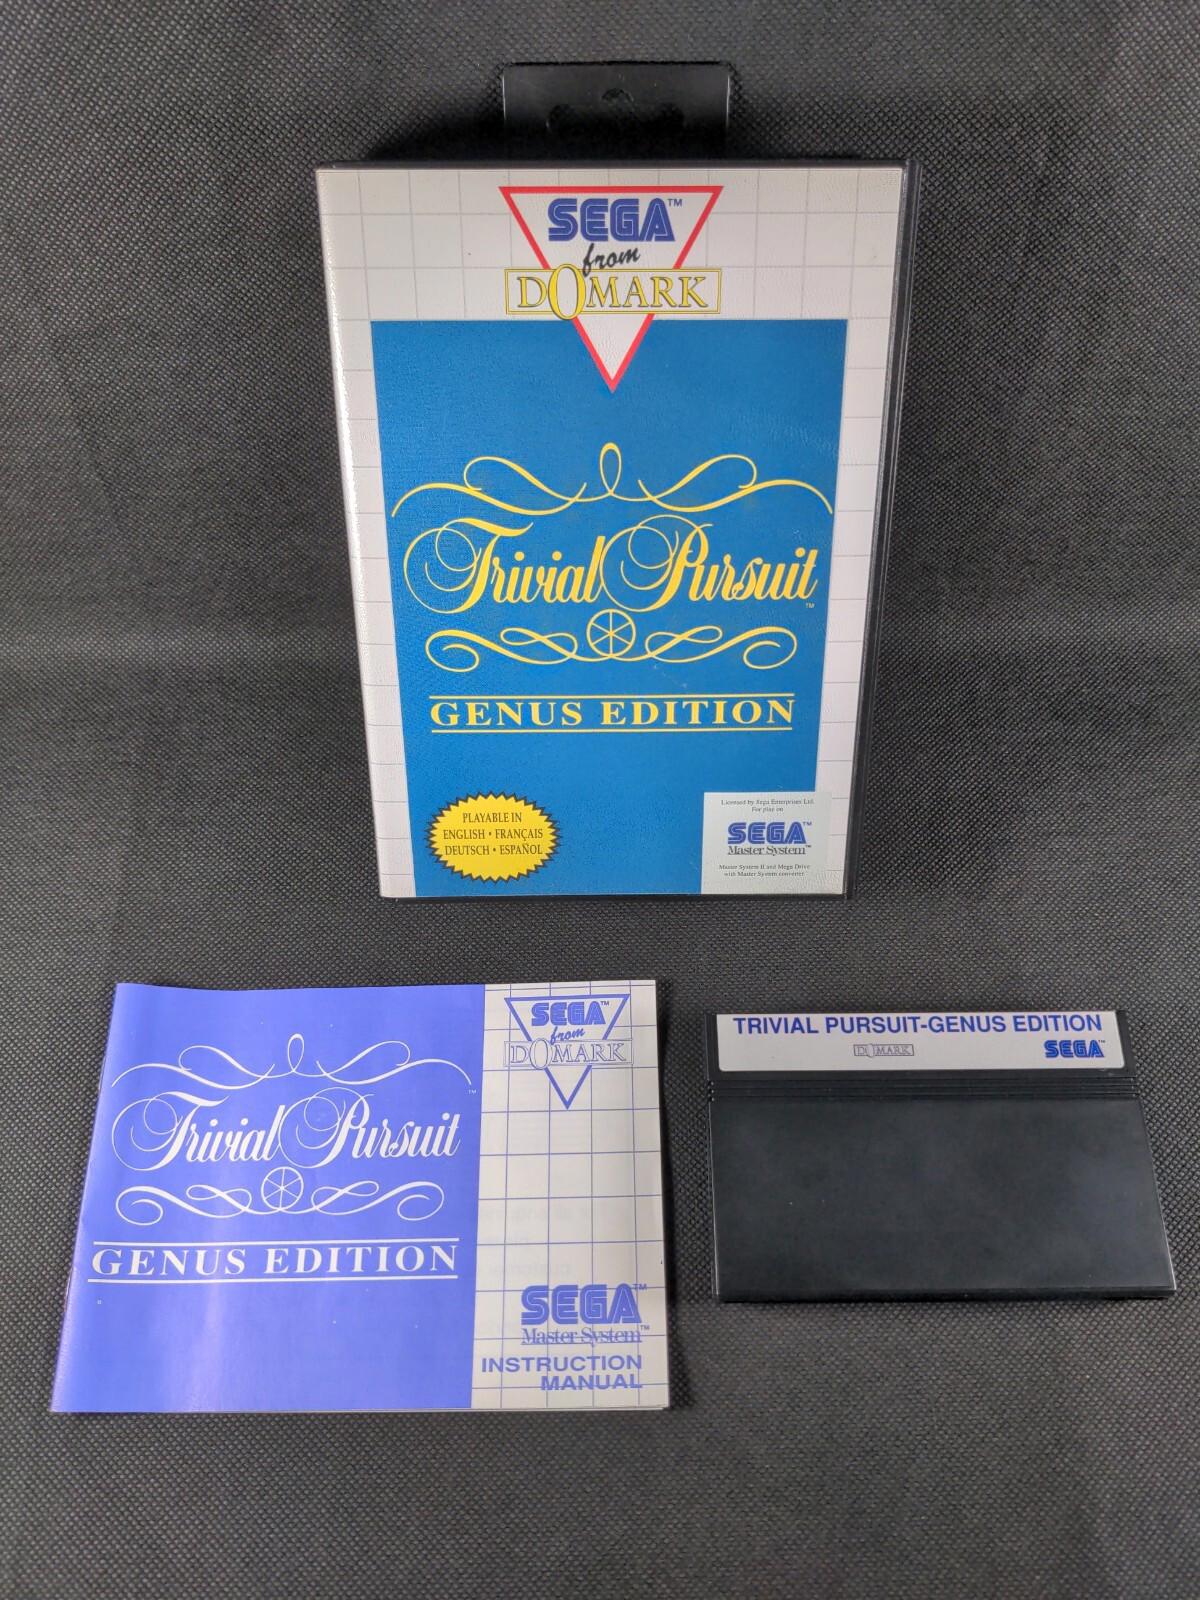 SEGA™
from
DOMARK
Trivial Pursuit™
GENUS EDITION
PLAYABLE IN
ENGLISH • FRANÇAIS
DEUTSCH • ESPAÑOL
Licensed by Sega Enterprises Ltd.
For play on
SEGA™
Master System™
Master System II and Mega Drive
with Master System converter
Trivial Pursuit™
GENUS EDITION
SEGA™
from
DOMARK
SEGA™
Master System™
INSTRUCTION
MANUAL
TRIVIAL PURSUIT-GENUS EDITION
DOMARK SEGA™